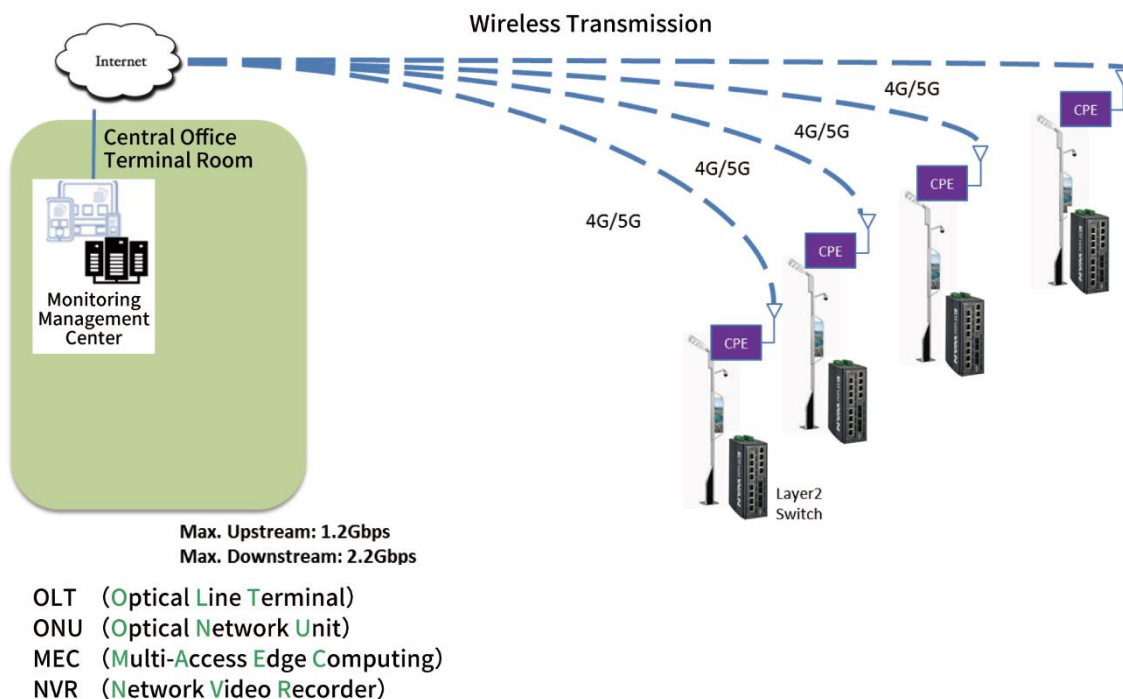 Wireless Transmission
Internet
4G/5G
CPE
4G/5G
CPE
4G/5G
CPE
4G/5G
CPE
Central Office
Terminal Room
Monitoring
Management
Center
Layer2
Switch
Max. Upstream: 1.2Gbps
Max. Downstream: 2.2Gbps
OLT (Optical Line Terminal)
ONU (Optical Network Unit)
MEC (Multi-Access Edge Computing)
NVR (Network Video Recorder)